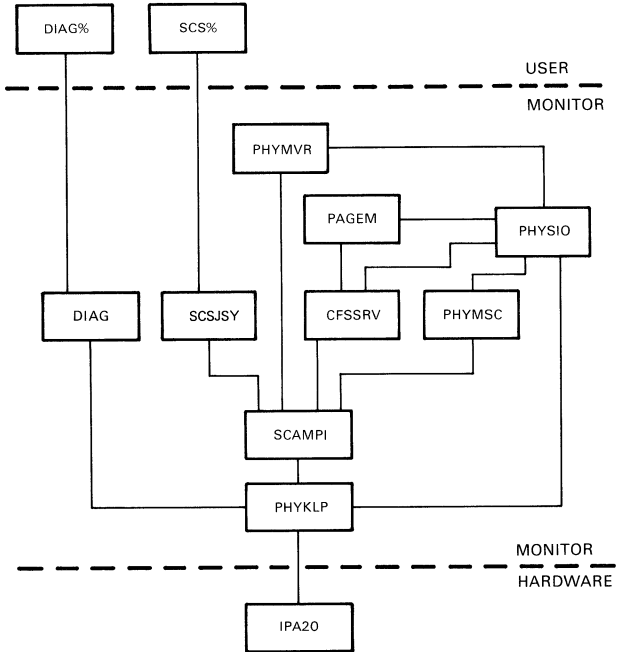 DIAG%
SCS%
USER
MONITOR
PHYMVR
PAGEM
PHYSIO
DIAG
SCSJSY
CFSSRV
PHYMSC
SCAMPI
PHYKLP
MONITOR
HARDWARE
IPA20